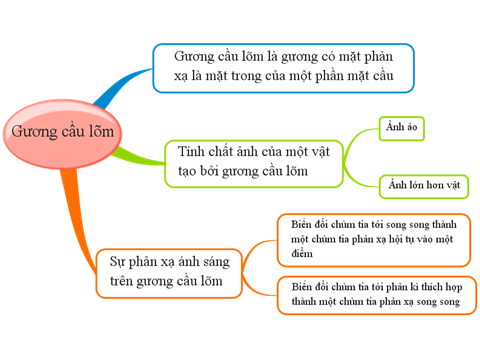 Gương cầu lõm là gương có mặt phản
xạ là mặt trong của một phần mặt cầu
Gương cầu lõm
Tính chất ảnh của một vật
tạo bởi gương cầu lõm
Ảnh ảo
Ảnh lớn hơn vật
Sự phản xạ ánh sáng
trên gương cầu lõm
Biến đổi chùm tia tới song song thành
một chùm tia phản xạ hội tụ vào một
điểm
Biến đổi chùm tia tới phân kì thích hợp
thành một chùm tia phản xạ song song